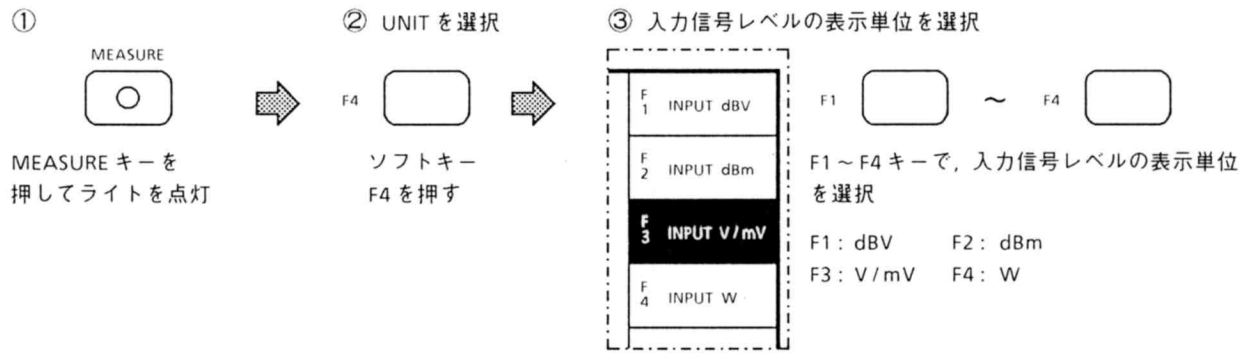 ①
MEASURE
MEASURE キーを
押してライトを点灯
② UNIT を選択
F4
ソフトキー
F4 を押す
③ 入力信号レベルの表示単位を選択
F1 INPUT dBV
F2 INPUT dBm
F3 INPUT V/mV
F4 INPUT W
F1 ～ F4
F1～F4 キーで, 入力信号レベルの表示単位
を選択
F1: dBV F2: dBm
F3: V/mV F4: W